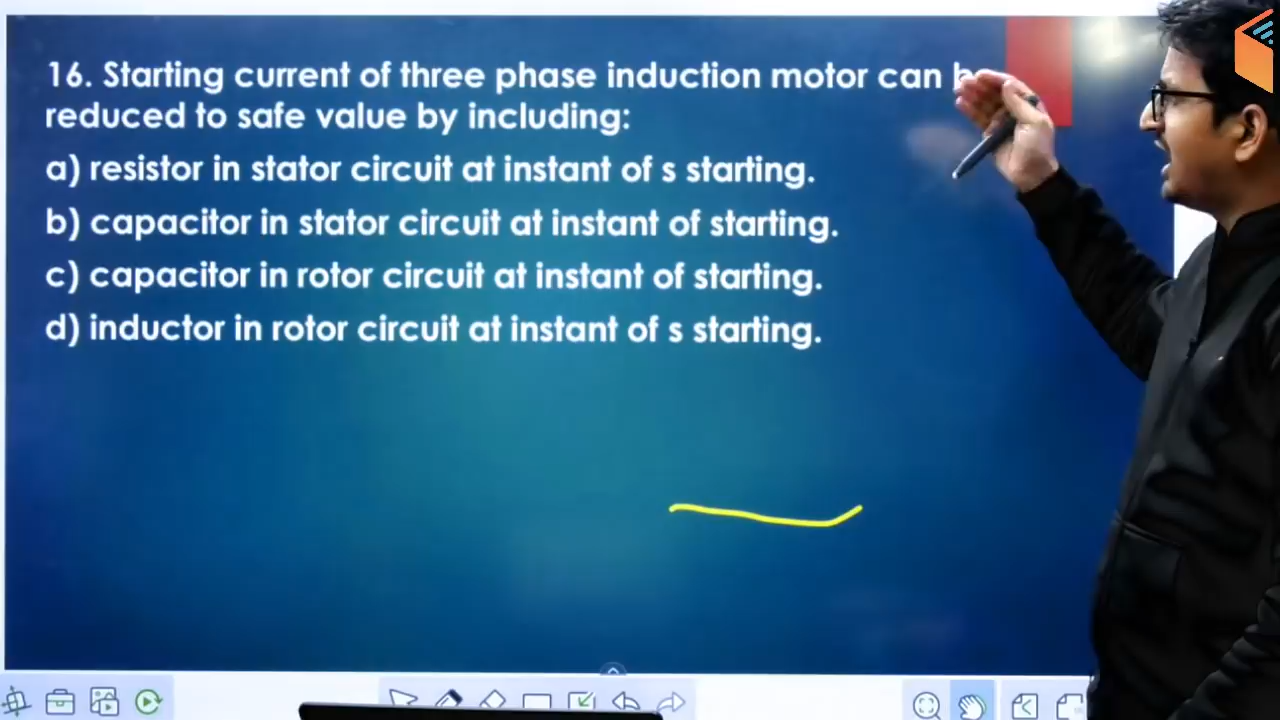 16. Starting current of three phase induction motor can
reduced to safe value by including:
a) resistor in stator circuit at instant of s starting.
b) capacitor in stator circuit at instant of starting.
c) capacitor in rotor circuit at instant of starting.
d) inductor in rotor circuit at instant of s starting.